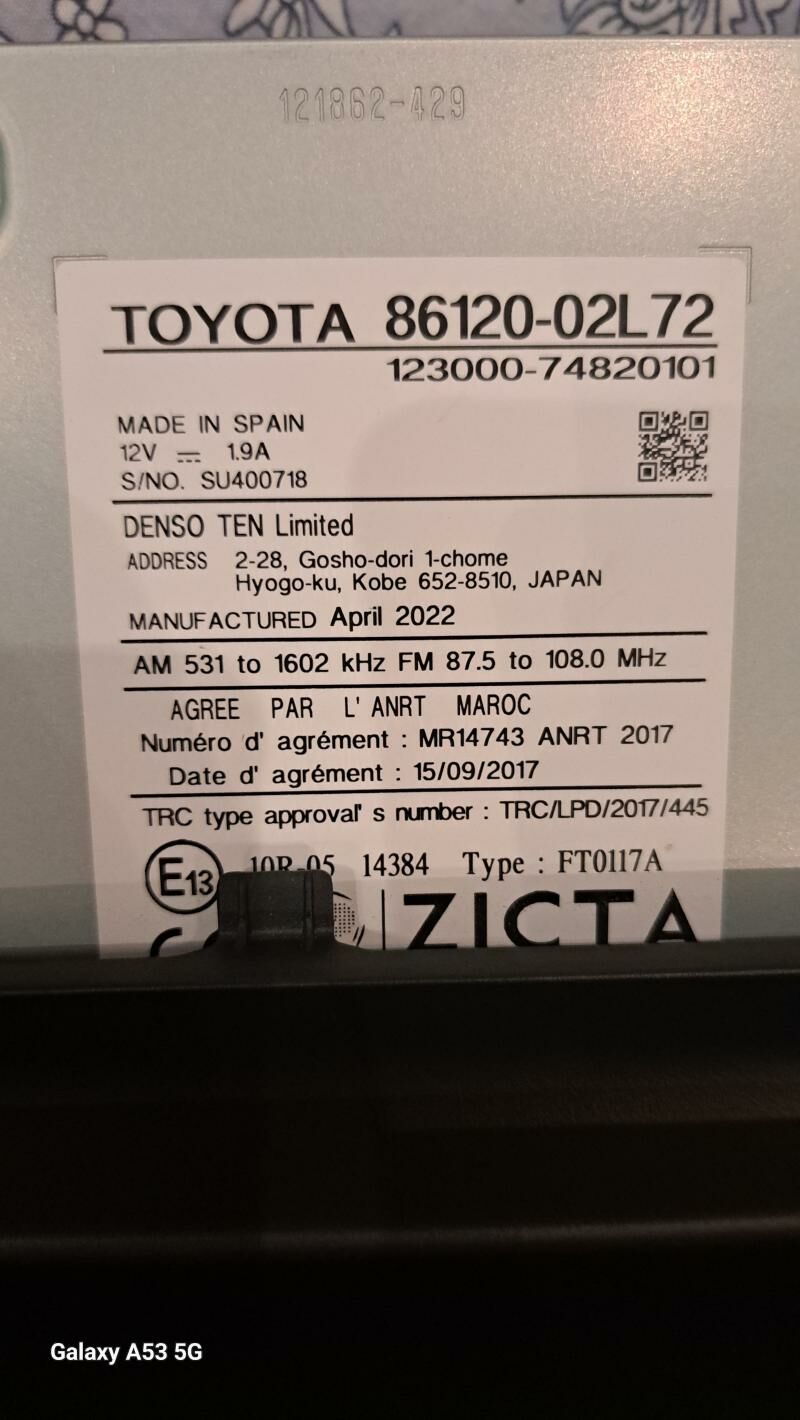 121862-429
TOYOTA 86120-02L72
123000-74820101
MADE IN SPAIN
12V ⎓ 1.9A
S/NO. SU400718
DENSO TEN Limited
ADDRESS 2-28, Gosho-dori 1-chome
Hyogo-ku, Kobe 652-8510, JAPAN
MANUFACTURED April 2022
AM 531 to 1602 kHz FM 87.5 to 108.0 MHz
AGREE PAR L' ANRT MAROC
Numéro d' agrément : MR14743 ANRT 2017
Date d' agrément : 15/09/2017
TRC type approval' s number : TRC/LPD/2017/445
E13 10R-05 14384 Type : FT0117A
ZICTA
Galaxy A53 5G